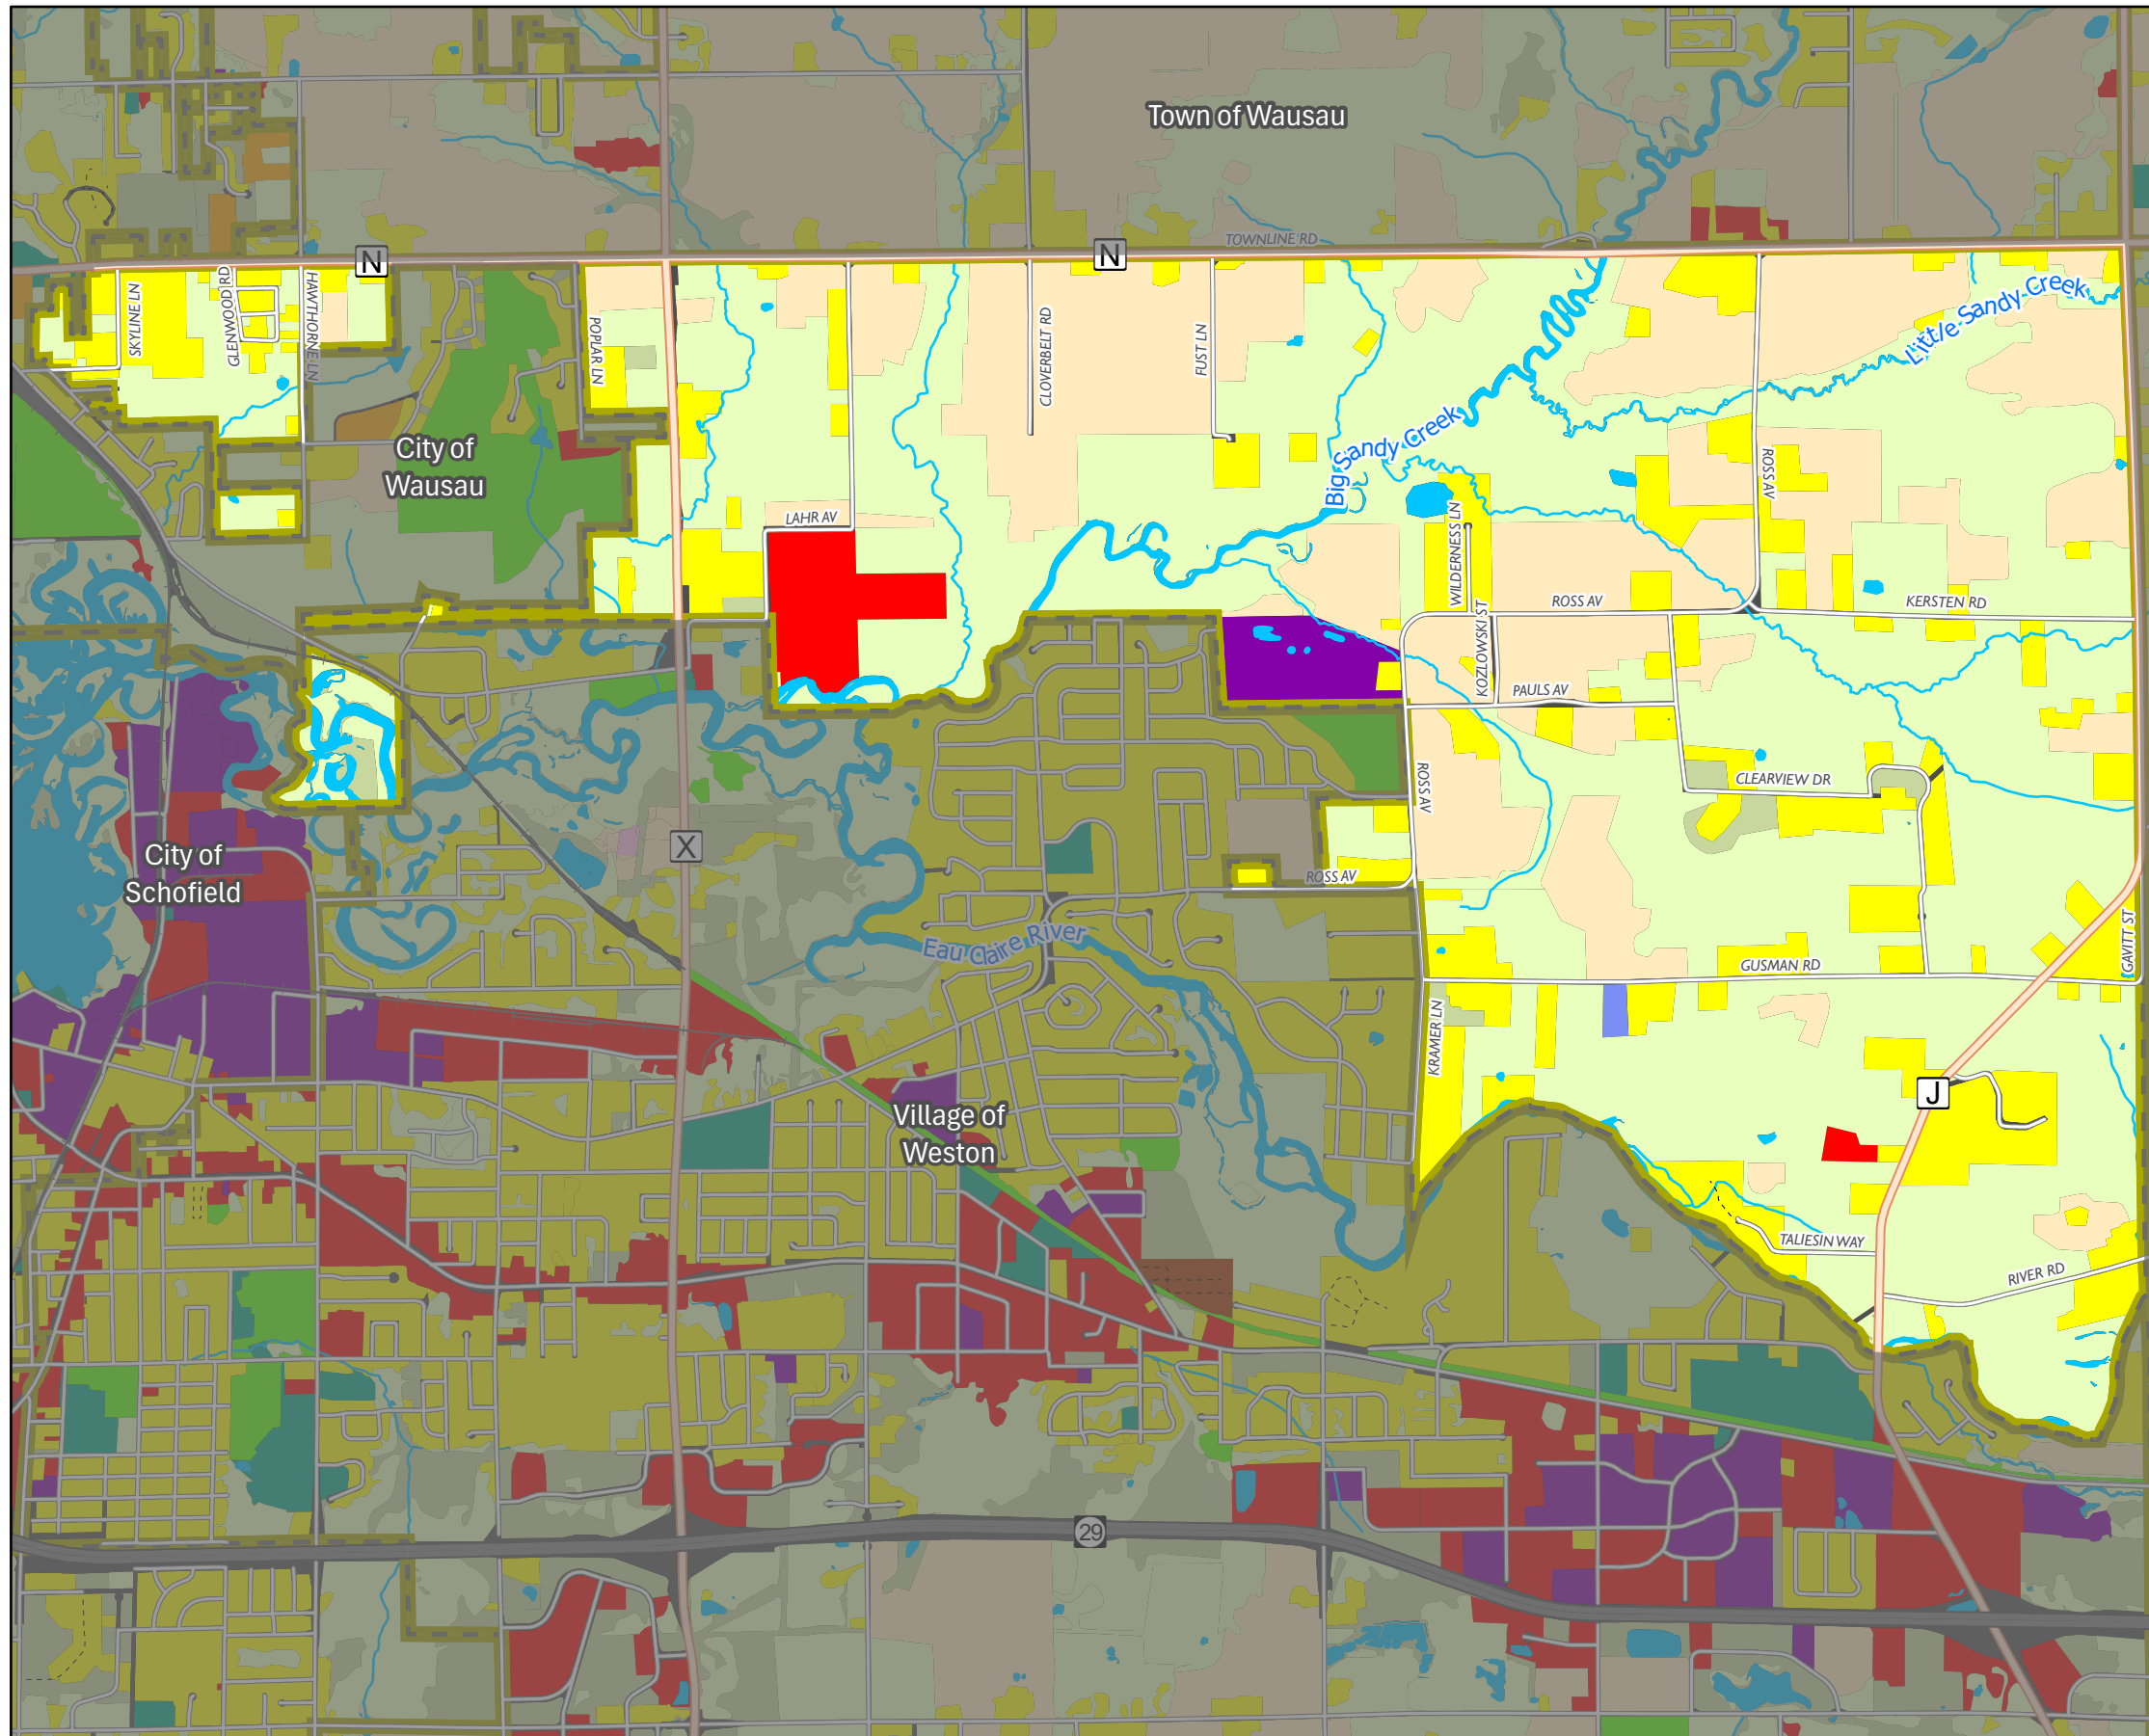 Town of Wausau
TOWNLINE RD
N
N
SKYLINE LN
GLENWOOD RD
HAWTHORNE LN
POPLAR LN
CLOVERBELT RD
FUST LN
Little Sandy Creek
Big Sandy Creek
City of
Wausau
LAHR AV
WILDERNESS LN
ROSS AV
ROSS AV
KERSTEN RD
KOZLOWSKI ST
PAULS AV
ROSS AV
CLEARVIEW DR
X
City of
Schofield
ROSS AV
Eau Claire River
GUSMAN RD
GAVITT ST
KRAMER LN
J
Village of
Weston
TALIESIN WAY
RIVER RD
29